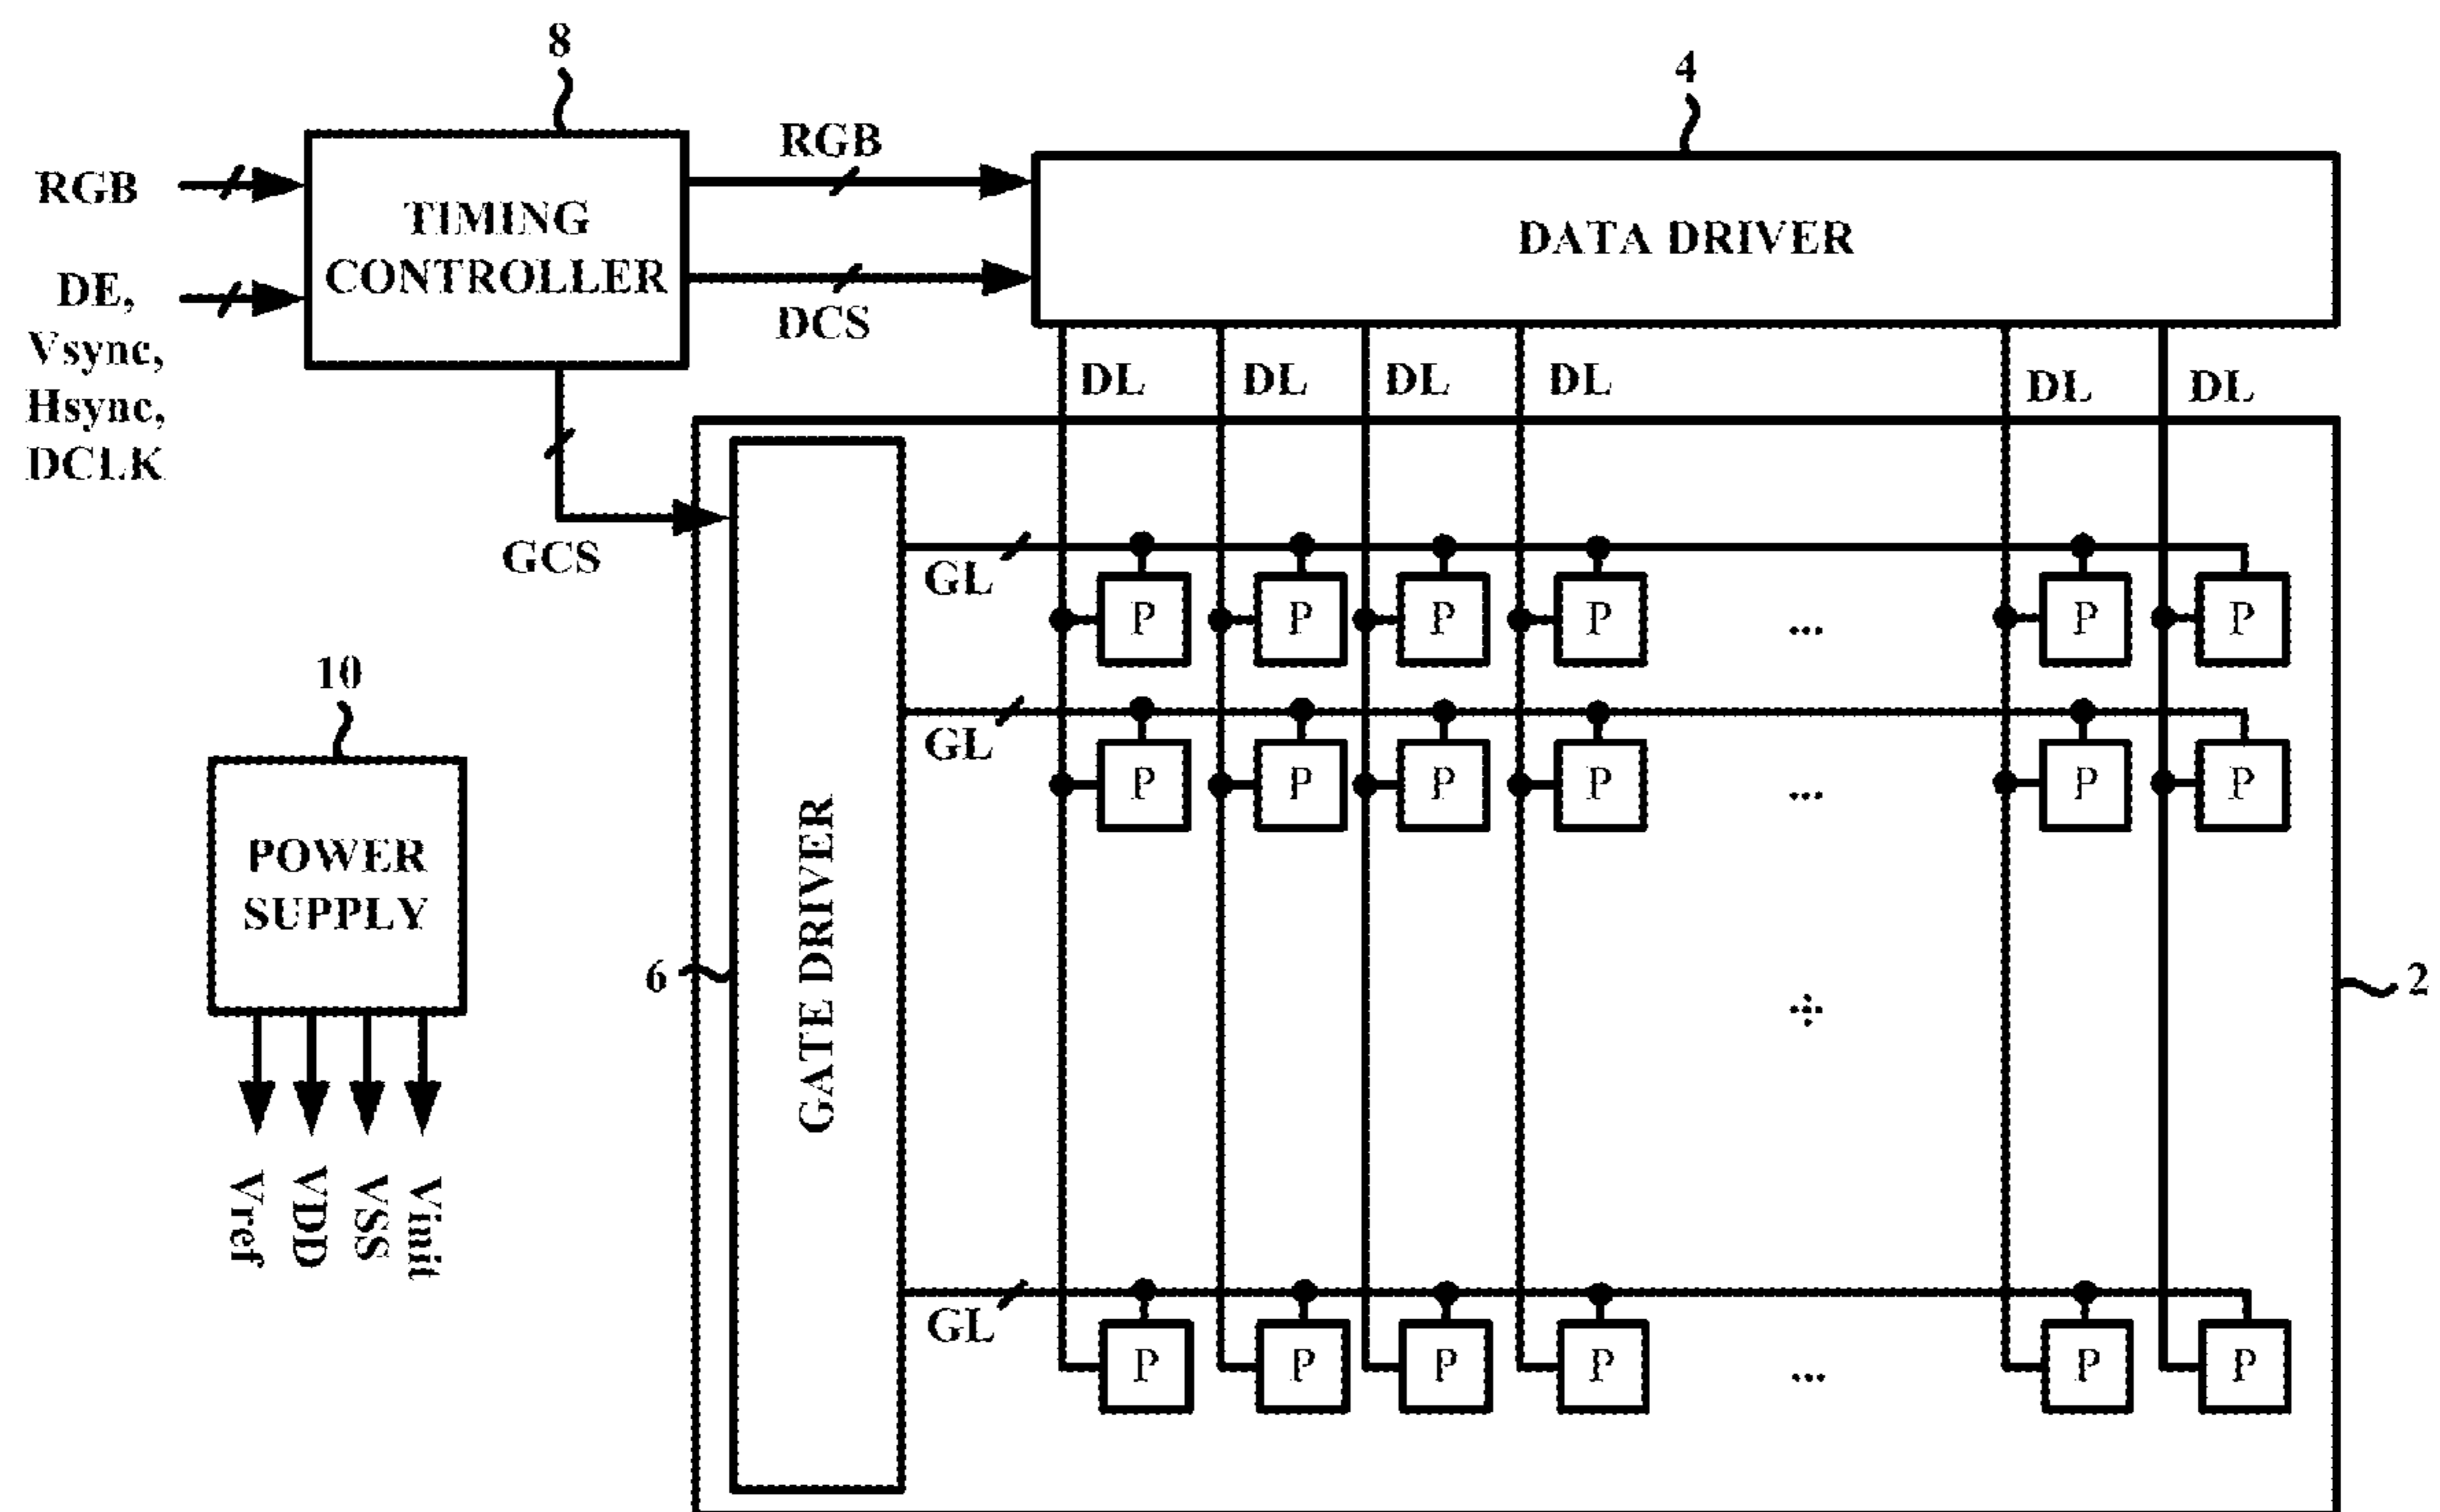 8
4
RGB
RGB
TIMING
CONTROLLER
DATA DRIVER
DE,
Vsync,
Hsync,
DCLK
DCS
DL DL DL DL DL DL
GCS
GL
P P P P ... P P
10
GL
P P P P ... P P
POWER
SUPPLY
GATE DRIVER
6
2
Vref
VDD
VSS
Vinit
GL
P P P P ... P P